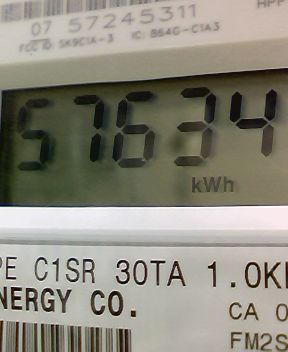 07 57245311
FCC ID: SK9C1A-3 IC: 864G-C1A3
57634
kWh
PE C1SR 30TA 1.0K
NERGY CO.
CA 0
FM2S